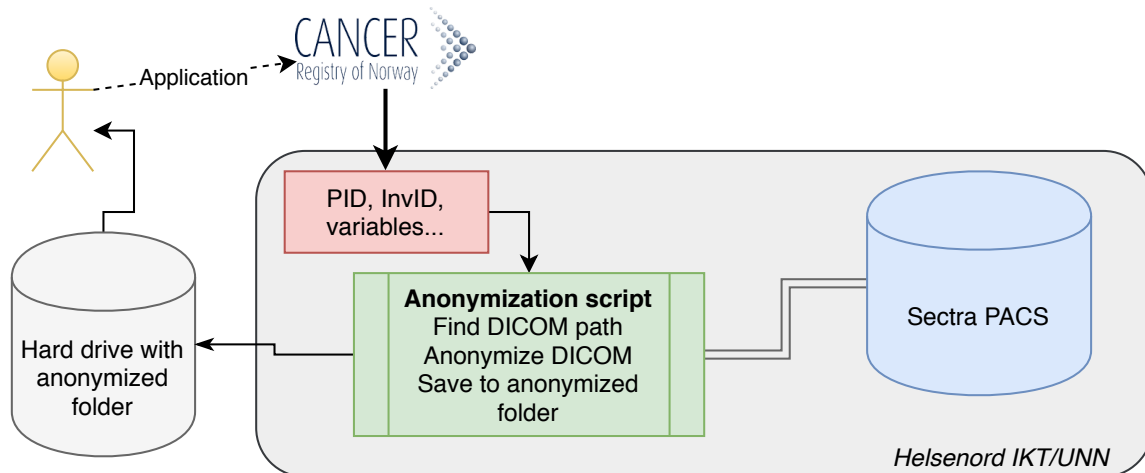 CANCER
Registry of Norway
Application
PID, InvID,
variables...
Anonymization script
Find DICOM path
Anonymize DICOM
Save to anonymized
folder
Sectra PACS
Hard drive with
anonymized
folder
Helsenord IKT/UNN